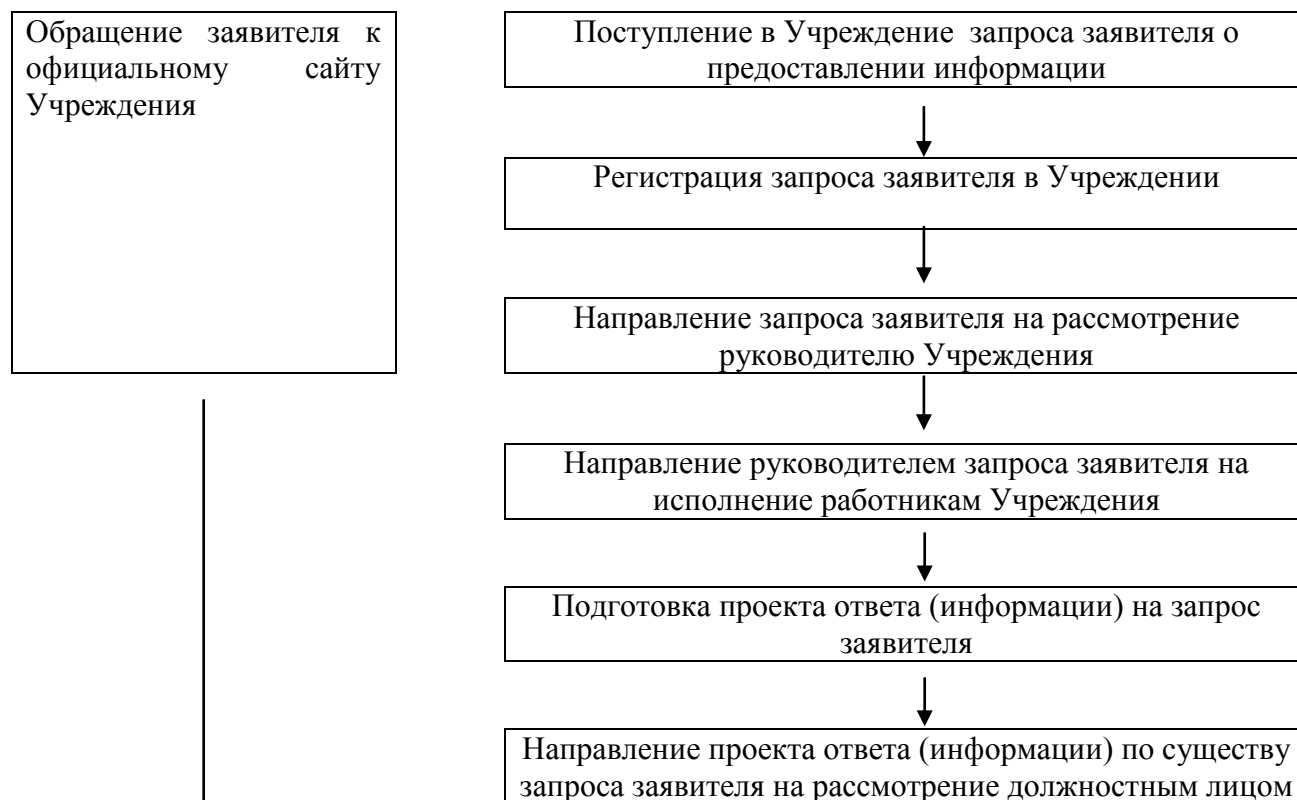 Обращение заявителя к
официальному сайту
Учреждения
Поступление в Учреждение запроса заявителя о
предоставлении информации
Регистрация запроса заявителя в Учреждении
Направление запроса заявителя на рассмотрение
руководителю Учреждения
Направление руководителем запроса заявителя на
исполнение работникам Учреждения
Подготовка проекта ответа (информации) на запрос
заявителя
Направление проекта ответа (информации) по существу
запроса заявителя на рассмотрение должностным лицом